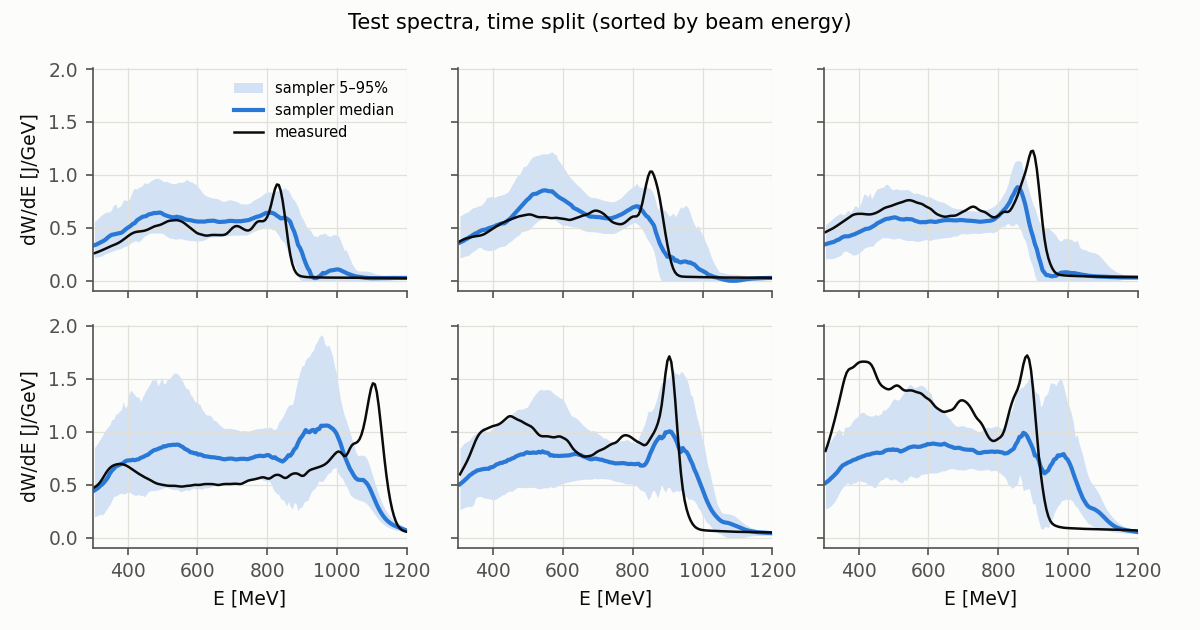 Test spectra, time split (sorted by beam energy)
dW/dE [J/GeV]
2.0
1.5
1.0
0.5
0.0
sampler 5–95%
sampler median
measured
dW/dE [J/GeV]
2.0
1.5
1.0
0.5
0.0
400 600 800 1000 1200
400 600 800 1000 1200
400 600 800 1000 1200
E [MeV]
E [MeV]
E [MeV]